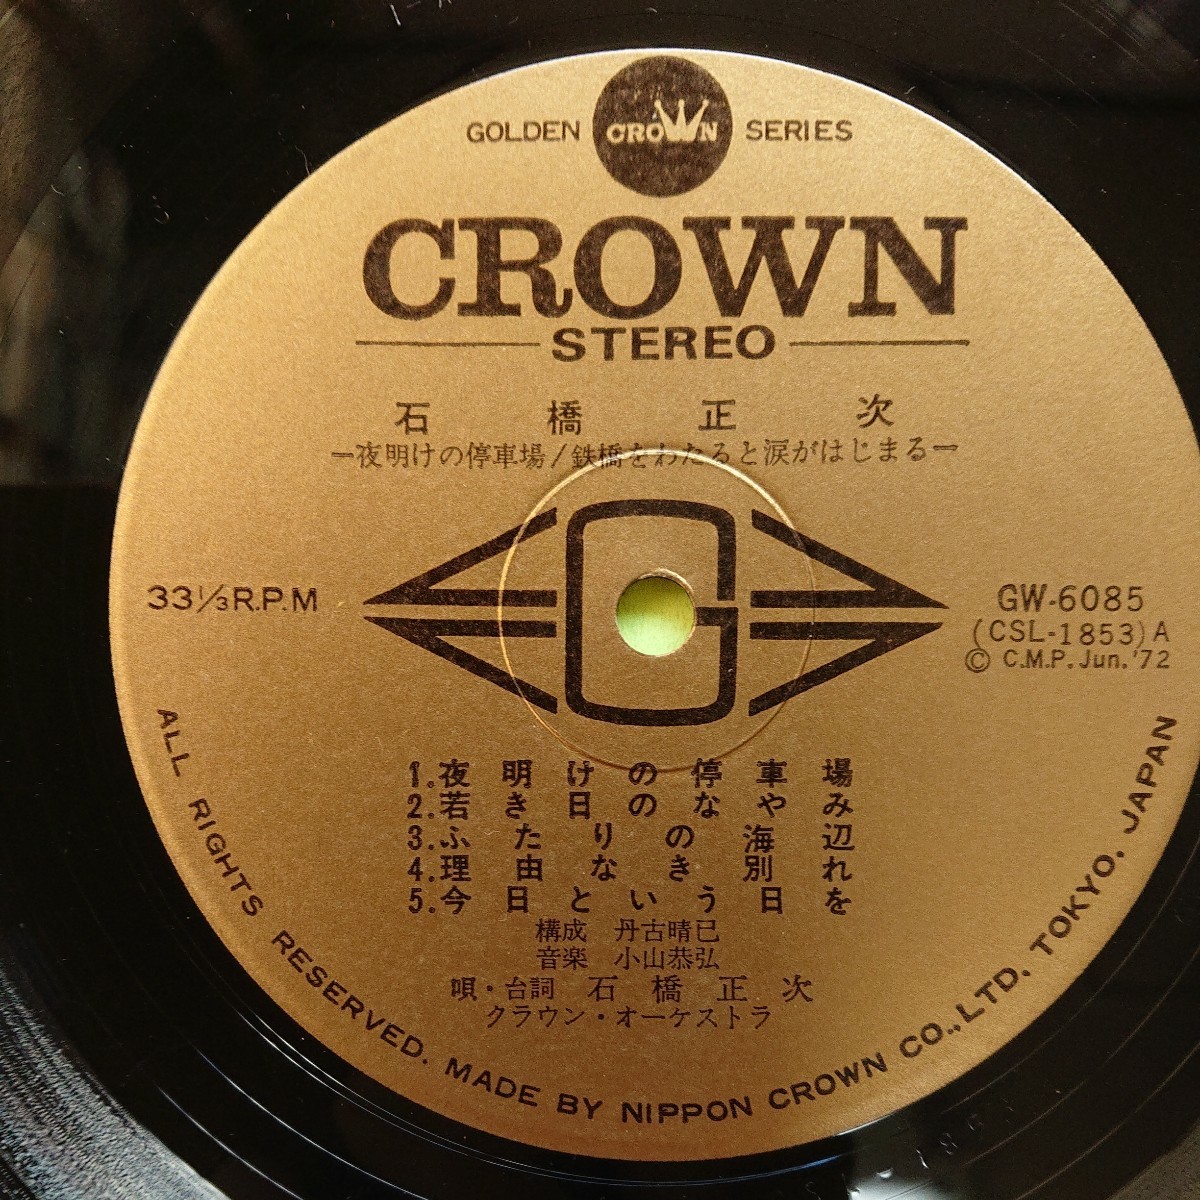 GOLDEN CROWN SERIES
CROWN
STEREO
石橋正次
ー夜明けの停車場/鉄橋をわたると涙がはじまるー
G
33⅓ R.P.M
GW-6085
(CSL-1853) A
© C.M.P. Jun. '72
1.夜明けの停車場
2.若き日のなやみ
3.ふたりの海辺
4.理由なき別れ
5.今日という日を
構成 丹古晴已
音楽 小山恭弘
唄・台詞 石橋正次
クラウン・オーケストラ
ALL RIGHTS RESERVED. MADE BY NIPPON CROWN CO.,LTD. TOKYO. JAPAN